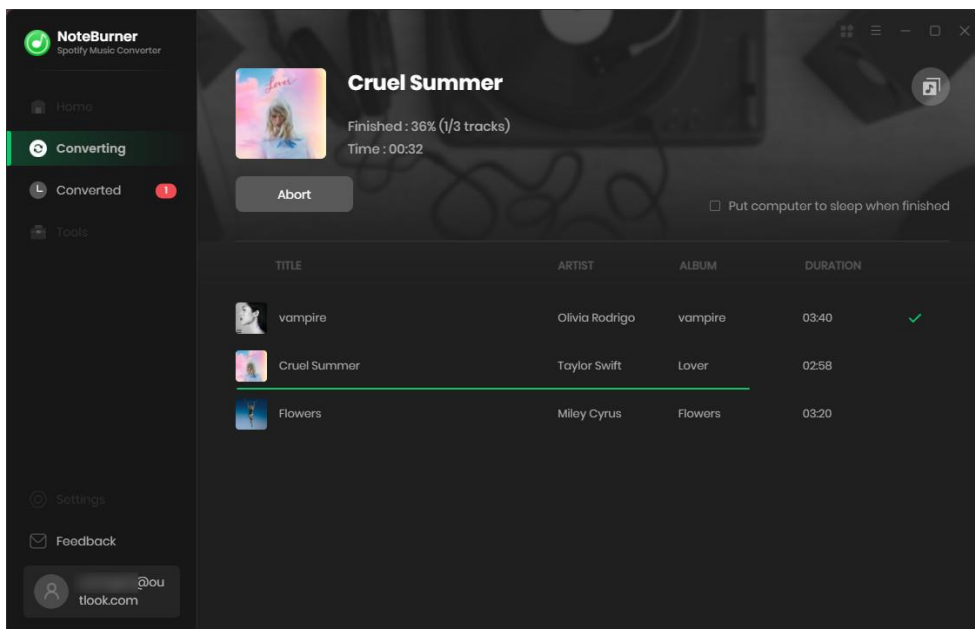 NoteBurner
Spotify Music Converter
Home
Converting
Converted 1
Tools
Settings
Feedback
@ou
tlook.com
Cruel Summer
Finished : 36% (1/3 tracks)
Time : 00:32
Abort
Put computer to sleep when finished
TITLE ARTIST ALBUM DURATION
vampire Olivia Rodrigo vampire 03:40
Cruel Summer Taylor Swift Lover 02:58
Flowers Miley Cyrus Flowers 03:20